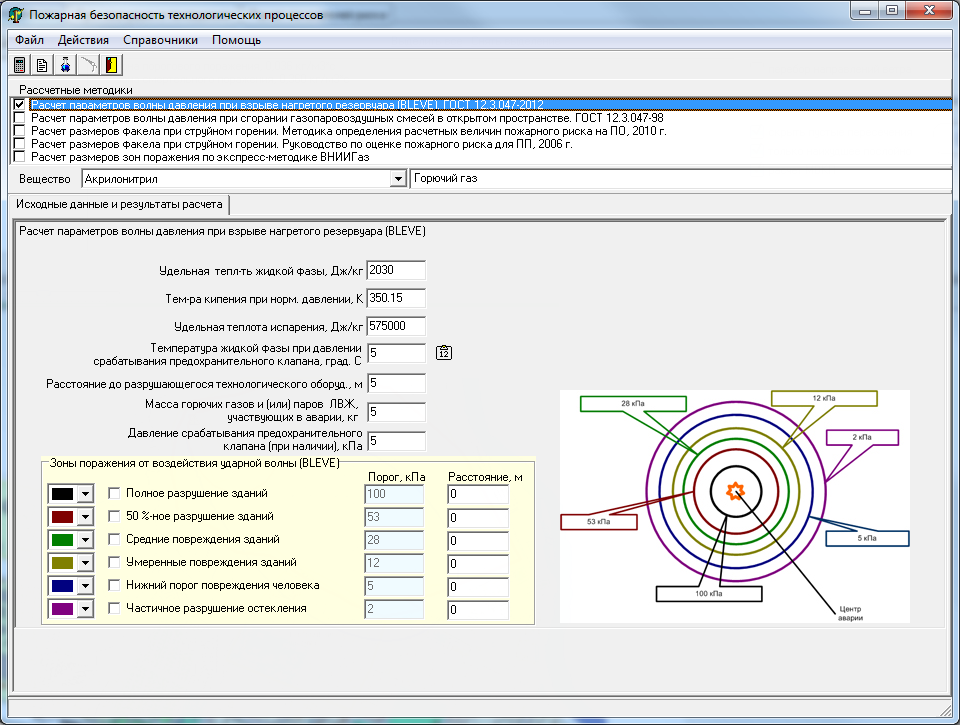 Пожарная безопасность технологических процессов
Файл Действия Справочники Помощь
Рассчетные методики
Расчет параметров волны давления при взрыве нагретого резервуара (BLEVE). ГОСТ 12.3.047-2012
Расчет параметров волны давления при сгорании газопаровоздушных смесей в открытом пространстве. ГОСТ 12.3.047-98
Расчет размеров факела при струйном горении. Методика определения расчетных величин пожарного риска на ПО, 2010 г.
Расчет размеров факела при струйном горении. Руководство по оценке пожарного риска для ПП, 2006 г.
Расчет размеров зон поражения по экспресс-методике ВНИИГаз
Вещество Акрилонитрил Горючий газ
Исходные данные и результаты расчета
Расчет параметров волны давления при взрыве нагретого резервуара (BLEVE)
Удельная тепл-ть жидкой фазы, Дж/кг 2030
Тем-ра кипения при норм. давлении, К 350.15
Удельная теплота испарения, Дж/кг 575000
Температура жидкой фазы при давлении
срабатывания предохранительного клапана, град. С 5 12
Расстояние до разрушающегося технологического оборуд., м 5
Масса горючих газов и (или) паров ЛВЖ,
участвующих в аварии, кг 5
Давление срабатывания предохранительного
клапана (при наличии), кПа 5
Зоны поражения от воздействия ударной волны (BLEVE)
Порог, кПа Расстояние, м
Полное разрушение зданий 100 0
50 %-ное разрушение зданий 53 0
Средние повреждения зданий 28 0
Умеренные повреждения зданий 12 0
Нижний порог повреждения человека 5 0
Частичное разрушение остекления 2 0
28 кПа
12 кПа
2 кПа
53 кПа
5 кПа
100 кПа
Центр
аварии